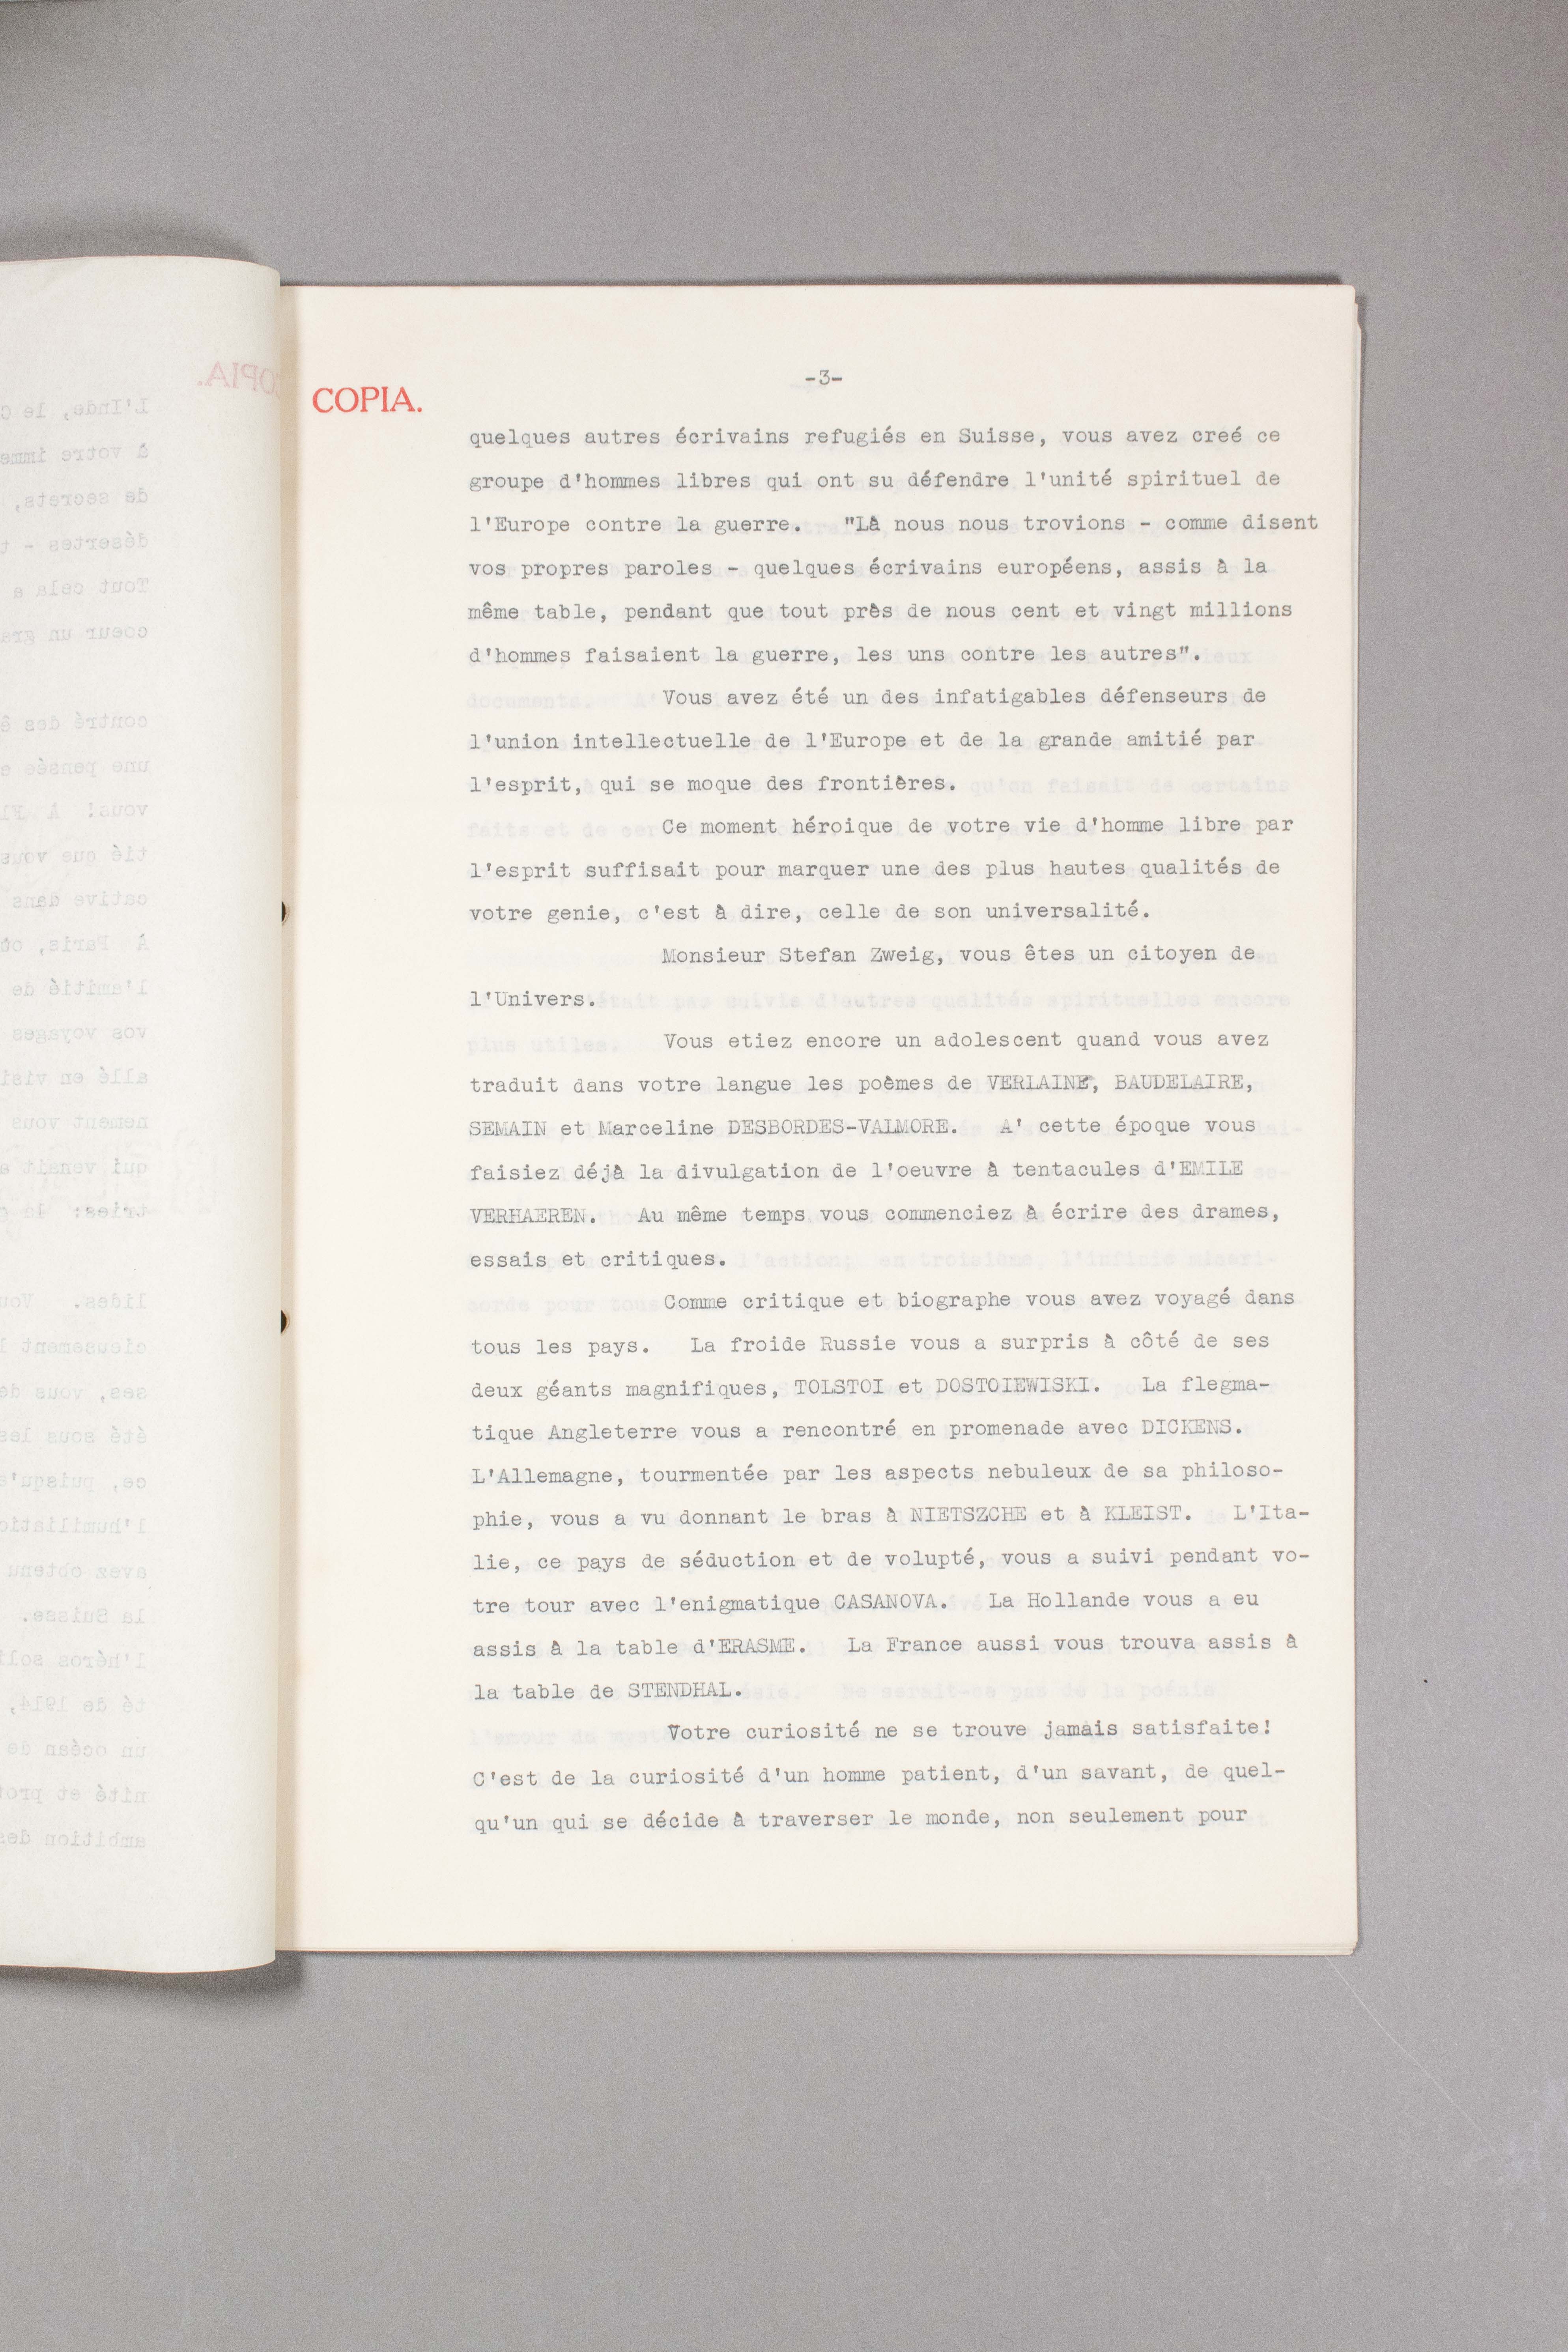 -3-
COPIA.
quelques autres écrivains refugiés en Suisse, vous avez creé ce
groupe d'hommes libres qui ont su défendre l'unité spirituel de
l'Europe contre la guerre. "Là nous nous trovions - comme disent
vos propres paroles - quelques écrivains européens, assis à la
même table, pendant que tout près de nous cent et vingt millions
d'hommes faisaient la guerre, les uns contre les autres".
Vous avez été un des infatigables défenseurs de
l'union intellectuelle de l'Europe et de la grande amitié par
l'esprit, qui se moque des frontières.
Ce moment héroique de votre vie d'homme libre par
l'esprit suffisait pour marquer une des plus hautes qualités de
votre genie, c'est à dire, celle de son universalité.
Monsieur Stefan Zweig, vous êtes un citoyen de
l'Univers.
Vous etiez encore un adolescent quand vous avez
traduit dans votre langue les poèmes de VERLAINE, BAUDELAIRE,
SEMAIN et Marceline DESBORDES-VALMORE. A' cette époque vous
faisiez déjà la divulgation de l'oeuvre à tentacules d'EMILE
VERHAEREN. Au même temps vous commenciez à écrire des drames,
essais et critiques.
Comme critique et biographe vous avez voyagé dans
tous les pays. La froide Russie vous a surpris à côté de ses
deux géants magnifiques, TOLSTOI et DOSTOIEWISKI. La flegma-
tique Angleterre vous a rencontré en promenade avec DICKENS.
L'Allemagne, tourmentée par les aspects nebuleux de sa philoso-
phie, vous a vu donnant le bras à NIETSZCHE et à KLEIST. L'Ita-
lie, ce pays de séduction et de volupté, vous a suivi pendant vo-
tre tour avec l'enigmatique CASANOVA. La Hollande vous a eu
assis à la table d'ERASME. La France aussi vous trouva assis à
la table de STENDHAL.
Votre curiosité ne se trouve jamais satisfaite!
C'est de la curiosité d'un homme patient, d'un savant, de quel-
qu'un qui se décide à traverser le monde, non seulement pour